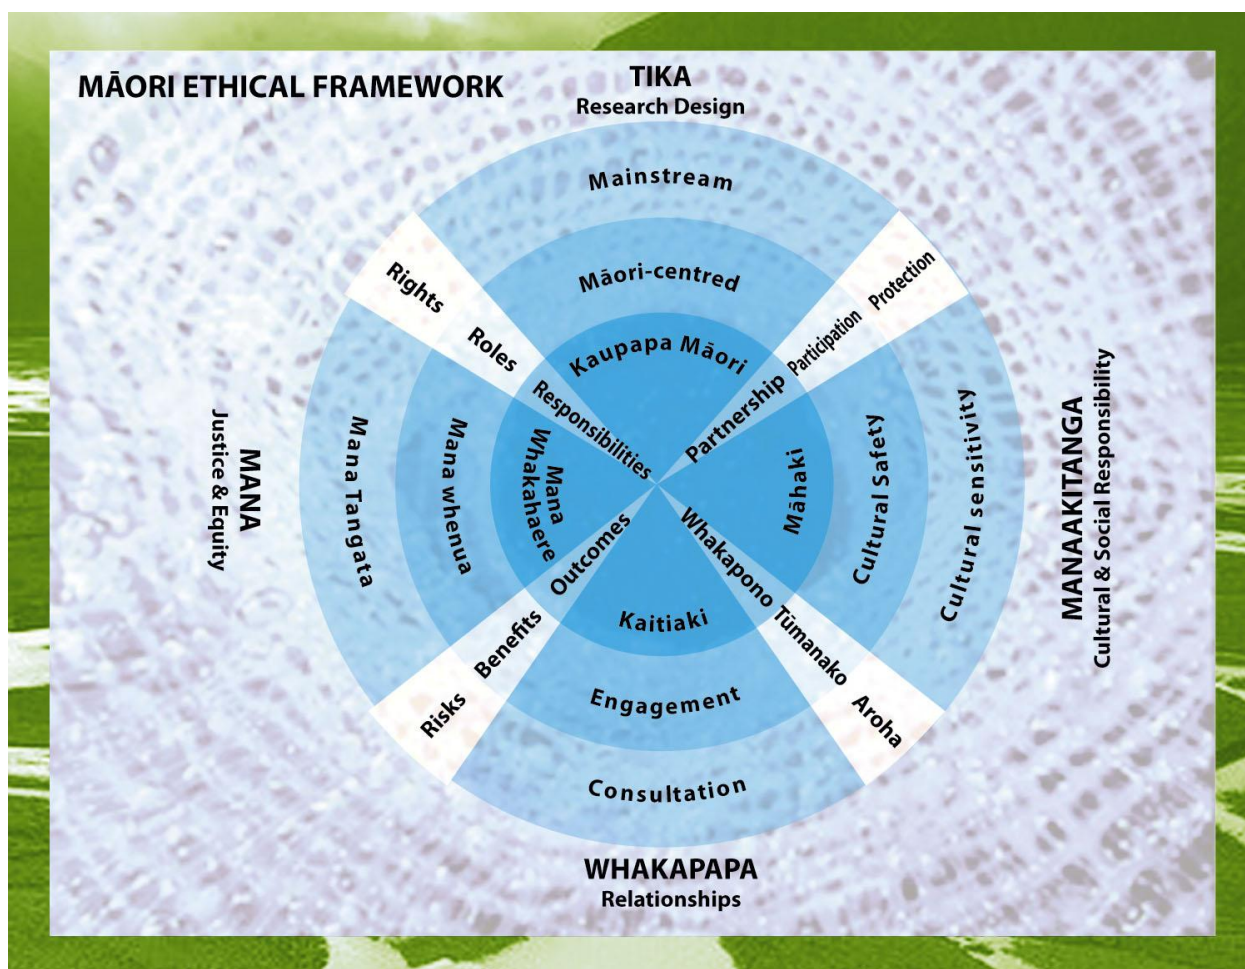 MĀORI ETHICAL FRAMEWORK
TIKA
Research Design
Mainstream
Māori-centred
Kaupapa Māori
Rights
Roles
Responsibilities
Protection
Participation
Partnership
MANA
Justice & Equity
Mana Tangata
Mana whenua
Mana
Whakahaere
Māhaki
Cultural Safety
Cultural sensitivity
MANAAKITANGA
Cultural & Social Responsibility
Outcomes
Benefits
Risks
Whakapono
Tūmanako
Aroha
Kaitiaki
Engagement
Consultation
WHAKAPAPA
Relationships